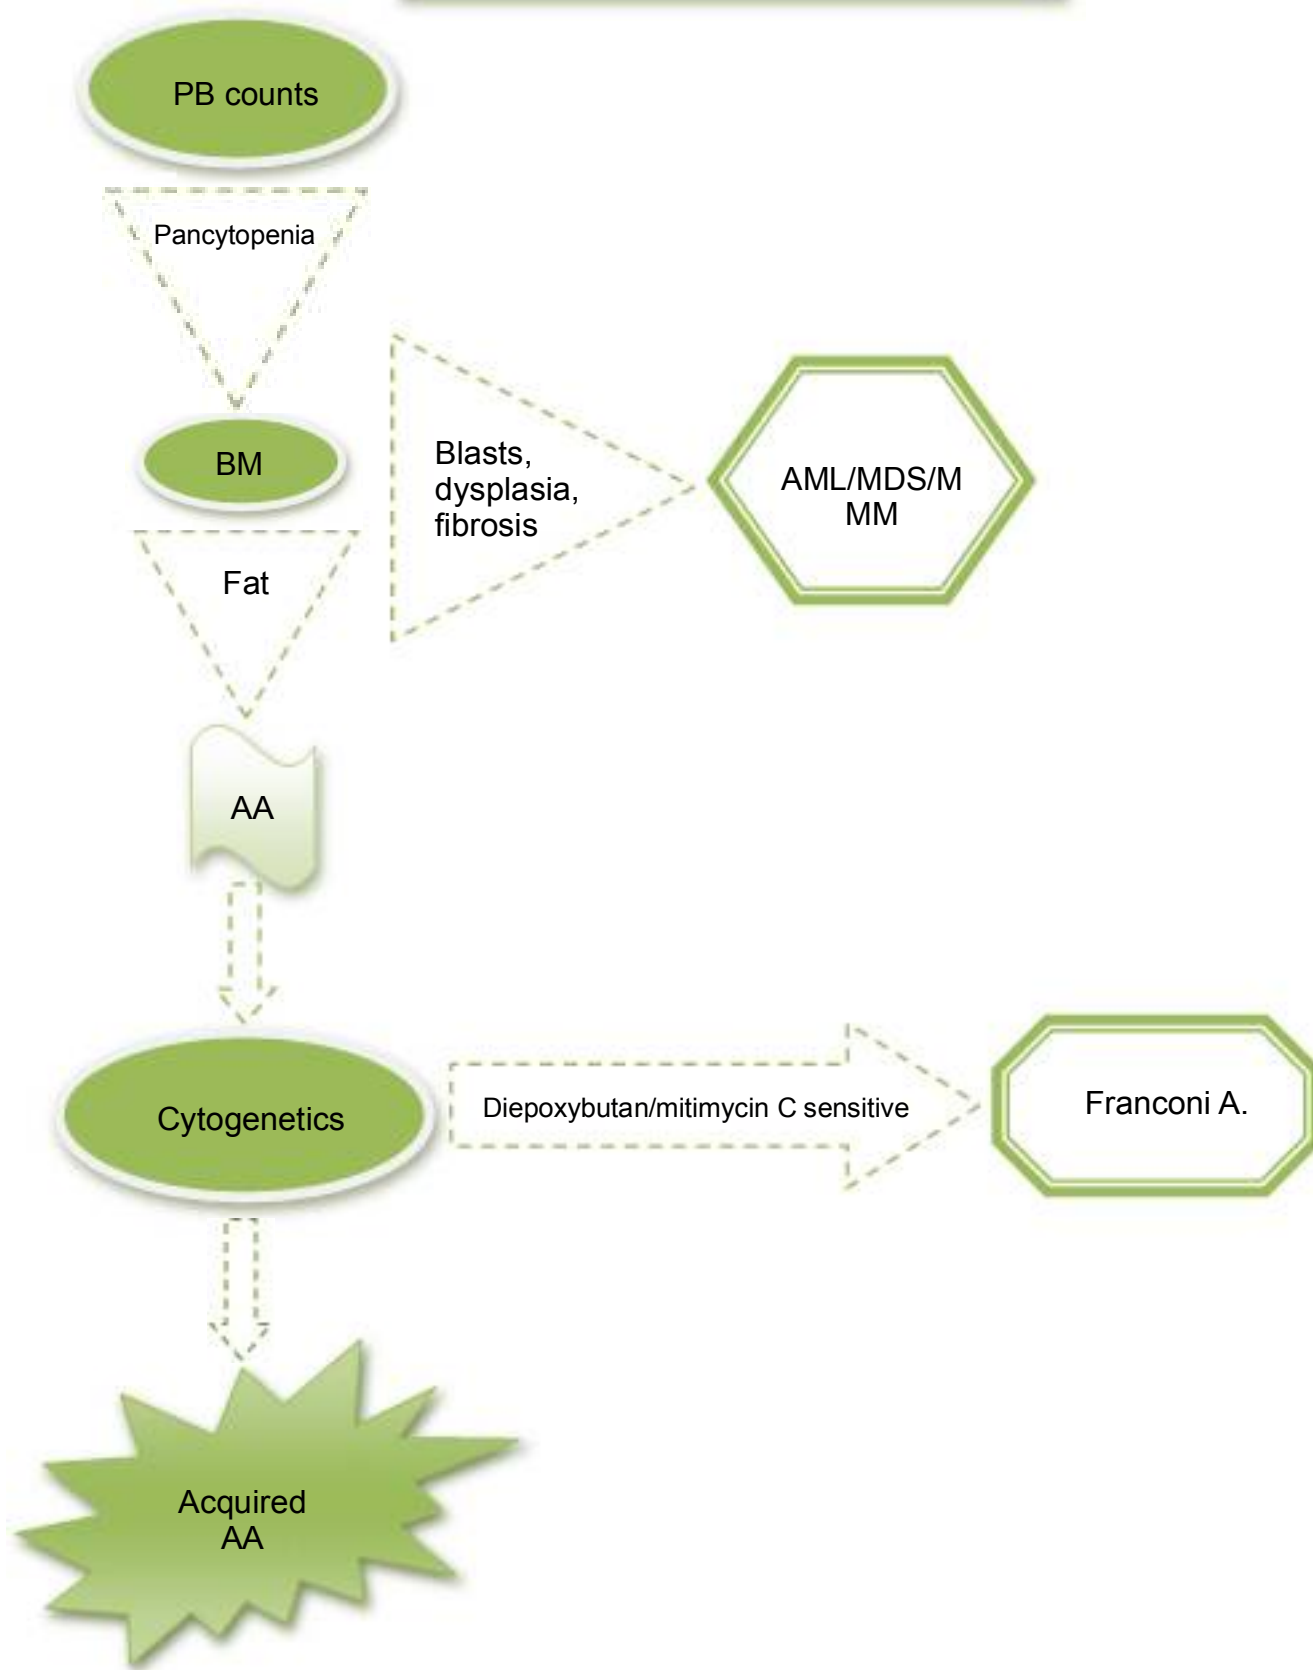 PB counts
Pancytopenia
BM
Blasts,
dysplasia,
fibrosis
AML/MDS/M
MM
Fat
AA
Cytogenetics
Diepoxybutan/mitimycin C sensitive
Franconi A.
Acquired
AA